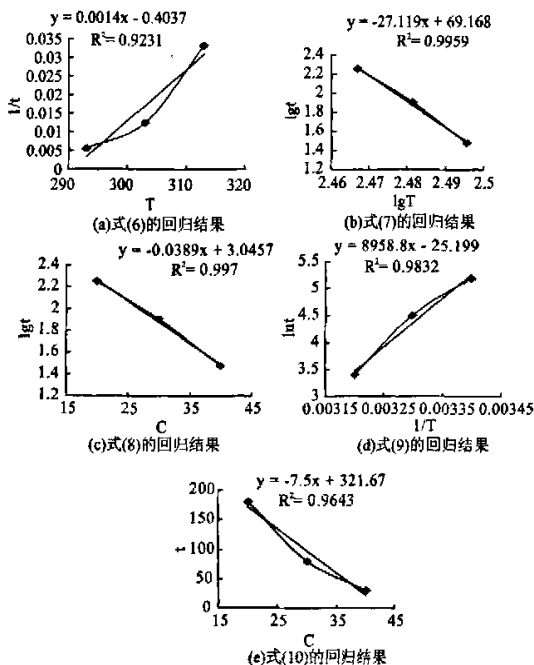 y = 0.0014x - 0.4037
R²= 0.9231
0.035
0.03
0.025
0.02
0.015
0.01
0.005
0
1/t
290 300 310 320
T
(a)式(6)的回归结果
y = -27.119x + 69.168
R²= 0.9959
2.6
2.2
1.8
1.4
lgt
2.46 2.47 2.48 2.49 2.5
lgT
(b)式(7)的回归结果
y = -0.0389x + 3.0457
R²= 0.997
2.4
2.2
2
1.8
1.6
1.4
1.2
lgt
15 25 35 45
C
(c)式(8)的回归结果
y = 8958.8x - 25.199
R²= 0.9832
5.5
5
4.5
4
3.5
3
lnt
0.00315 0.00325 0.00335 0.00345
1/T
(d)式(9)的回归结果
y = -7.5x + 321.67
R²= 0.9643
200
150
100
50
0
t
15 25 35 45
C
(e)式(10)的回归结果